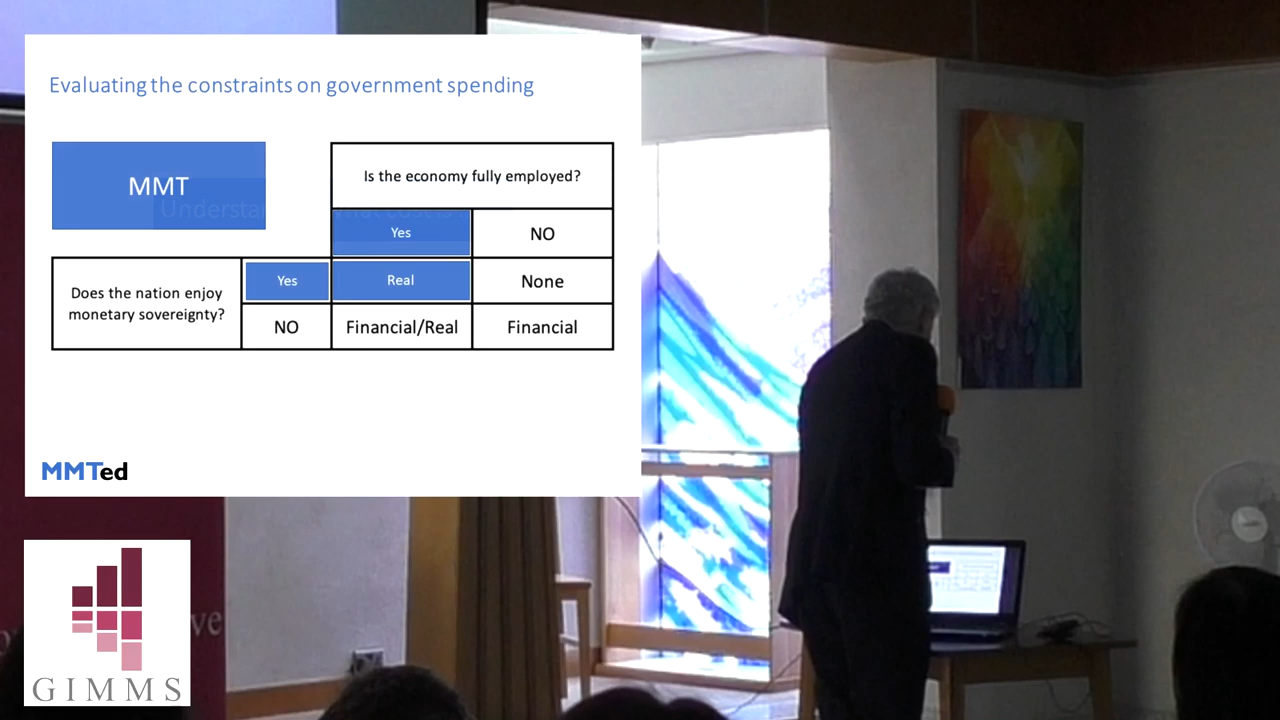 Evaluating the constraints on government spending
MMT
Is the economy fully employed?
Yes
NO
Does the nation enjoy
monetary sovereignty?
Yes
Real
None
NO
Financial/Real
Financial
MMTed
GIMMS